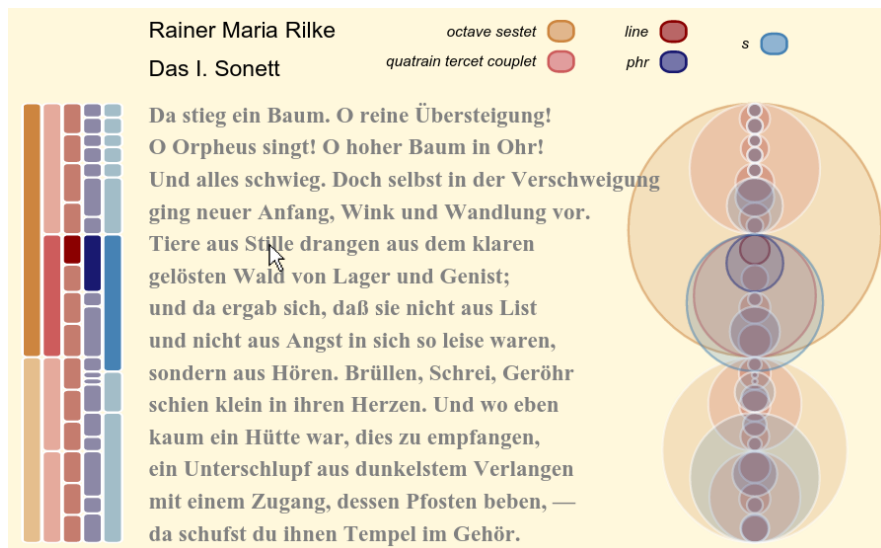 Rainer Maria Rilke
Das I. Sonett
octave sestet
quatrain tercet couplet
line
phr
s
Da stieg ein Baum. O reine Übersteigung!
O Orpheus singt! O hoher Baum in Ohr!
Und alles schwieg. Doch selbst in der Verschweigung
ging neuer Anfang, Wink und Wandlung vor.
Tiere aus Stille drangen aus dem klaren
gelösten Wald von Lager und Genist;
und da ergab sich, daß sie nicht aus List
und nicht aus Angst in sich so leise waren,
sondern aus Hören. Brüllen, Schrei, Geröhr
schien klein in ihren Herzen. Und wo eben
kaum ein Hütte war, dies zu empfangen,
ein Unterschlupf aus dunkelstem Verlangen
mit einem Zugang, dessen Pfosten beben, —
da schufst du ihnen Tempel im Gehör.